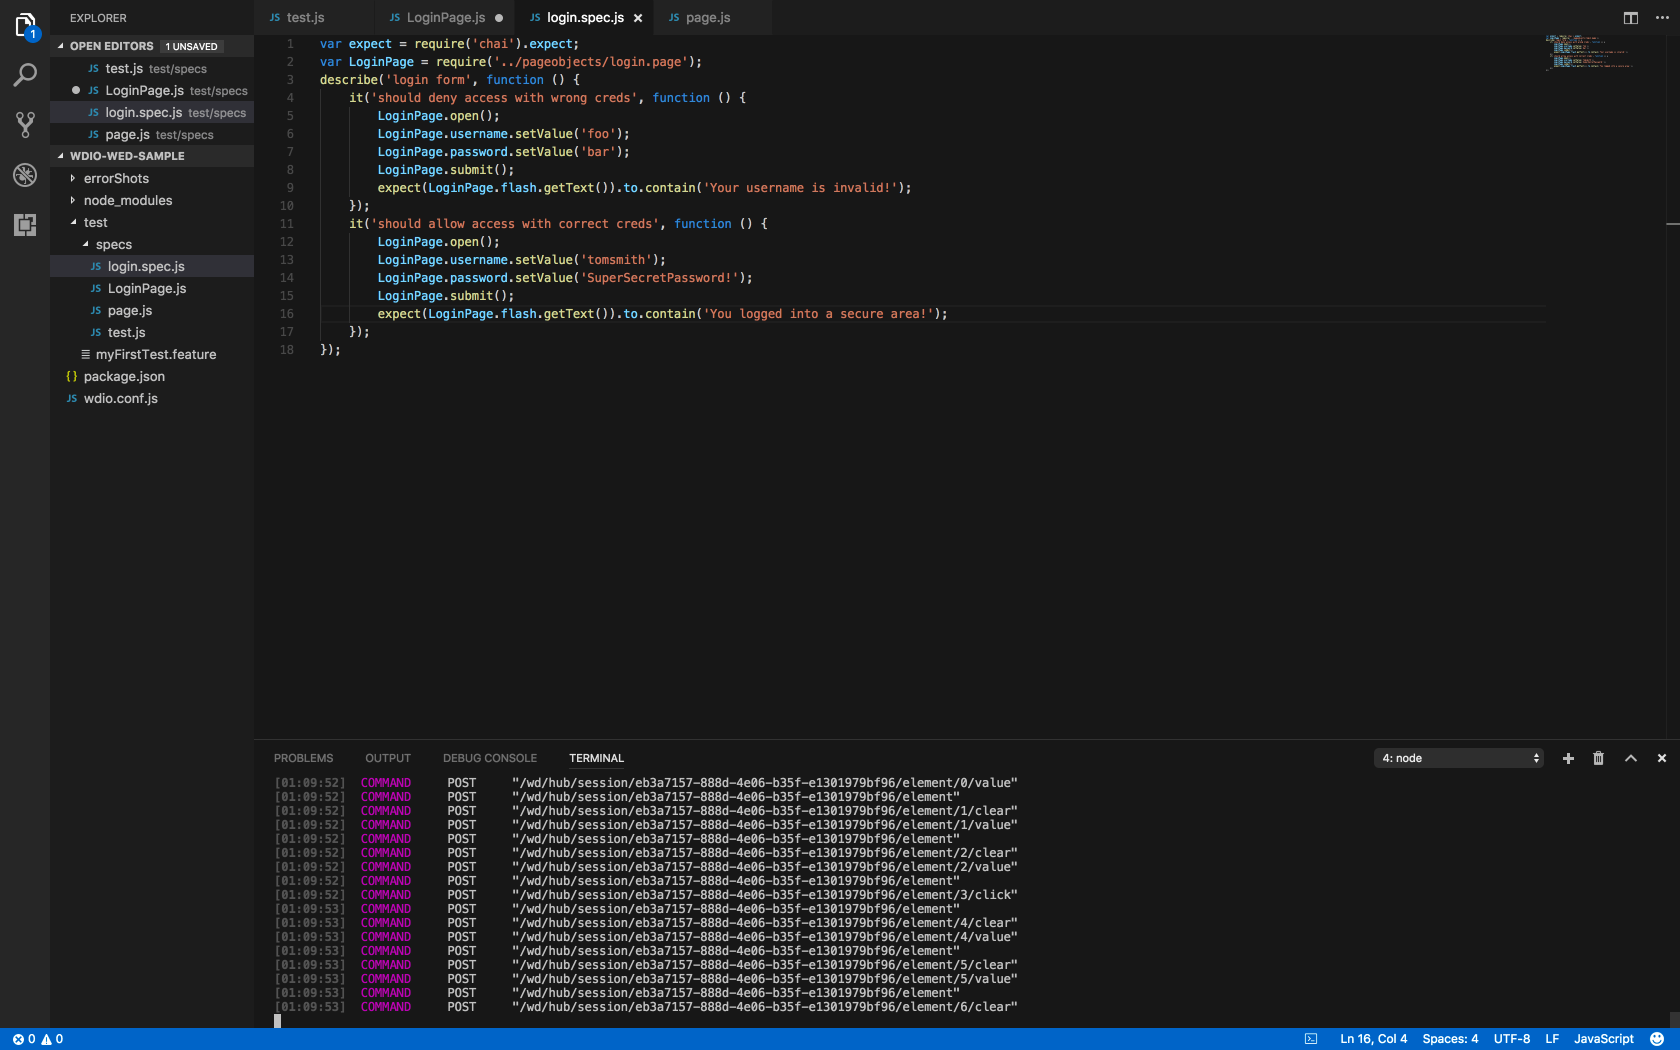 1
EXPLORER
OPEN EDITORS 1 UNSAVED
JS test.js test/specs
JS LoginPage.js test/specs
JS login.spec.js test/specs
JS page.js test/specs
WDIO-WED-SAMPLE
errorShots
node_modules
test
specs
JS login.spec.js
JS LoginPage.js
JS page.js
JS test.js
myFirstTest.feature
{} package.json
JS wdio.conf.js
JS test.js JS LoginPage.js JS login.spec.js JS page.js
1 var expect = require('chai').expect;
2 var LoginPage = require('../pageobjects/login.page');
3 describe('login form', function () {
4 it('should deny access with wrong creds', function () {
5 LoginPage.open();
6 LoginPage.username.setValue('foo');
7 LoginPage.password.setValue('bar');
8 LoginPage.submit();
9 expect(LoginPage.flash.getText()).to.contain('Your username is invalid!');
10 });
11 it('should allow access with correct creds', function () {
12 LoginPage.open();
13 LoginPage.username.setValue('tomsmith');
14 LoginPage.password.setValue('SuperSecretPassword!');
15 LoginPage.submit();
16 expect(LoginPage.flash.getText()).to.contain('You logged into a secure area!');
17 });
18 });
PROBLEMS OUTPUT DEBUG CONSOLE TERMINAL 4: node
[01:09:52] COMMAND POST "/wd/hub/session/eb3a7157-888d-4e06-b35f-e1301979bf96/element/0/value"
[01:09:52] COMMAND POST "/wd/hub/session/eb3a7157-888d-4e06-b35f-e1301979bf96/element"
[01:09:52] COMMAND POST "/wd/hub/session/eb3a7157-888d-4e06-b35f-e1301979bf96/element/1/clear"
[01:09:52] COMMAND POST "/wd/hub/session/eb3a7157-888d-4e06-b35f-e1301979bf96/element/1/value"
[01:09:52] COMMAND POST "/wd/hub/session/eb3a7157-888d-4e06-b35f-e1301979bf96/element"
[01:09:52] COMMAND POST "/wd/hub/session/eb3a7157-888d-4e06-b35f-e1301979bf96/element/2/clear"
[01:09:52] COMMAND POST "/wd/hub/session/eb3a7157-888d-4e06-b35f-e1301979bf96/element/2/value"
[01:09:52] COMMAND POST "/wd/hub/session/eb3a7157-888d-4e06-b35f-e1301979bf96/element"
[01:09:52] COMMAND POST "/wd/hub/session/eb3a7157-888d-4e06-b35f-e1301979bf96/element/3/click"
[01:09:53] COMMAND POST "/wd/hub/session/eb3a7157-888d-4e06-b35f-e1301979bf96/element"
[01:09:53] COMMAND POST "/wd/hub/session/eb3a7157-888d-4e06-b35f-e1301979bf96/element/4/clear"
[01:09:53] COMMAND POST "/wd/hub/session/eb3a7157-888d-4e06-b35f-e1301979bf96/element/4/value"
[01:09:53] COMMAND POST "/wd/hub/session/eb3a7157-888d-4e06-b35f-e1301979bf96/element"
[01:09:53] COMMAND POST "/wd/hub/session/eb3a7157-888d-4e06-b35f-e1301979bf96/element/5/clear"
[01:09:53] COMMAND POST "/wd/hub/session/eb3a7157-888d-4e06-b35f-e1301979bf96/element/5/value"
[01:09:53] COMMAND POST "/wd/hub/session/eb3a7157-888d-4e06-b35f-e1301979bf96/element"
[01:09:53] COMMAND POST "/wd/hub/session/eb3a7157-888d-4e06-b35f-e1301979bf96/element/6/clear"
0 0 Ln 16, Col 4 Spaces: 4 UTF-8 LF JavaScript